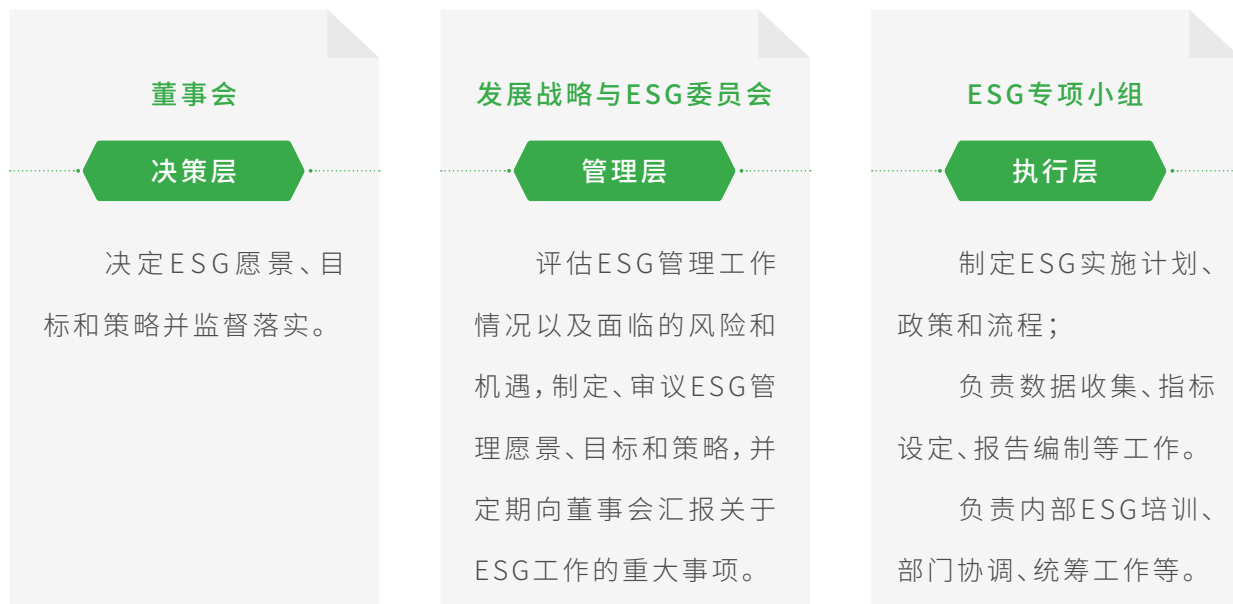 董事会
决策层
决定ESG愿景、目
标和策略并监督落实。
发展战略与ESG委员会
管理层
评估ESG管理工作
情况以及面临的风险和
机遇，制定、审议ESG管
理愿景、目标和策略，并
定期向董事会汇报关于
ESG工作的重大事项。
ESG专项小组
执行层
制定ESG实施计划、
政策和流程；
负责数据收集、指标
设定、报告编制等工作。
负责内部ESG培训、
部门协调、统筹工作等。